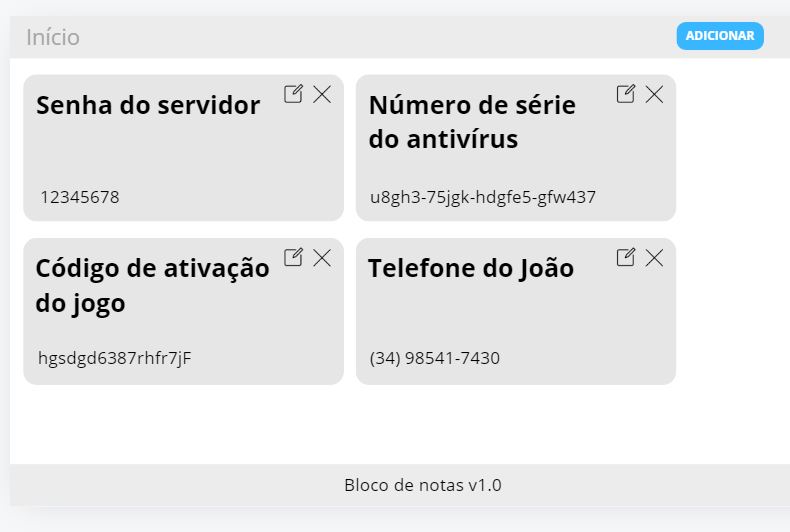 Início
ADICIONAR
Senha do servidor
12345678
Número de série
do antivírus
u8gh3-75jgk-hdgfe5-gfw437
Código de ativação
do jogo
hgsdgd6387rhfr7jF
Telefone do João
(34) 98541-7430
Bloco de notas v1.0